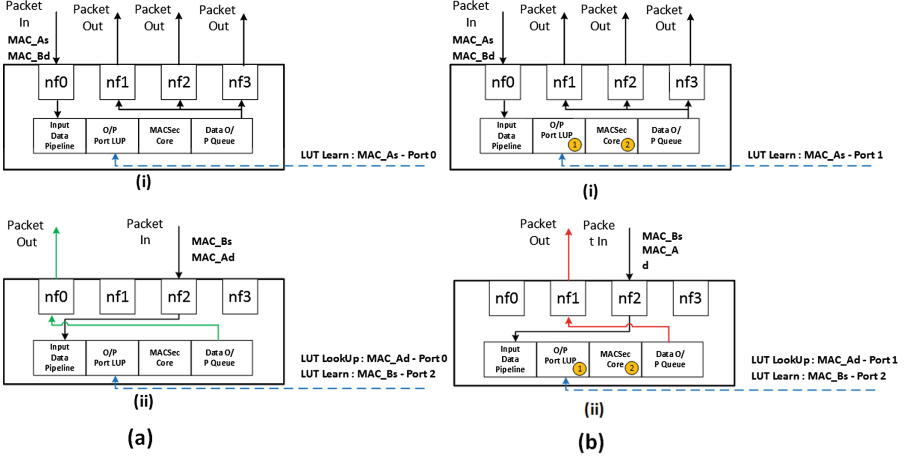 Packet
In
MAC_As
MAC_Bd
Packet
Out
Packet
Out
Packet
Out
nf0
nf1
nf2
nf3
Input
Data
Pipeline
O/P
Port LUP
MACSec
Core
Data O/
P Queue
LUT Learn : MAC_As - Port 0
(i)
Packet
Out
Packet
In
MAC_Bs
MAC_Ad
nf0
nf1
nf2
nf3
Input
Data
Pipeline
O/P
Port LUP
MACSec
Core
Data O/
P Queue
LUT LookUp : MAC_Ad - Port 0
LUT Learn : MAC_Bs - Port 2
(ii)
(a)
Packet
In
MAC_As
MAC_Bd
Packet
Out
Packet
Out
Packet
Out
nf0
nf1
nf2
nf3
Input
Data
Pipeline
O/P
Port LUP
1
MACSec
Core
2
Data O/
P Queue
LUT Learn : MAC_As - Port 1
(i)
Packet
Out
Packe
t In
MAC_Bs
MAC_A
d
nf0
nf1
nf2
nf3
Input
Data
Pipeline
O/P
Port LUP
1
MACSec
Core
2
Data O/
P Queue
LUT LookUp : MAC_Ad - Port 1
LUT Learn : MAC_Bs - Port 2
(ii)
(b)